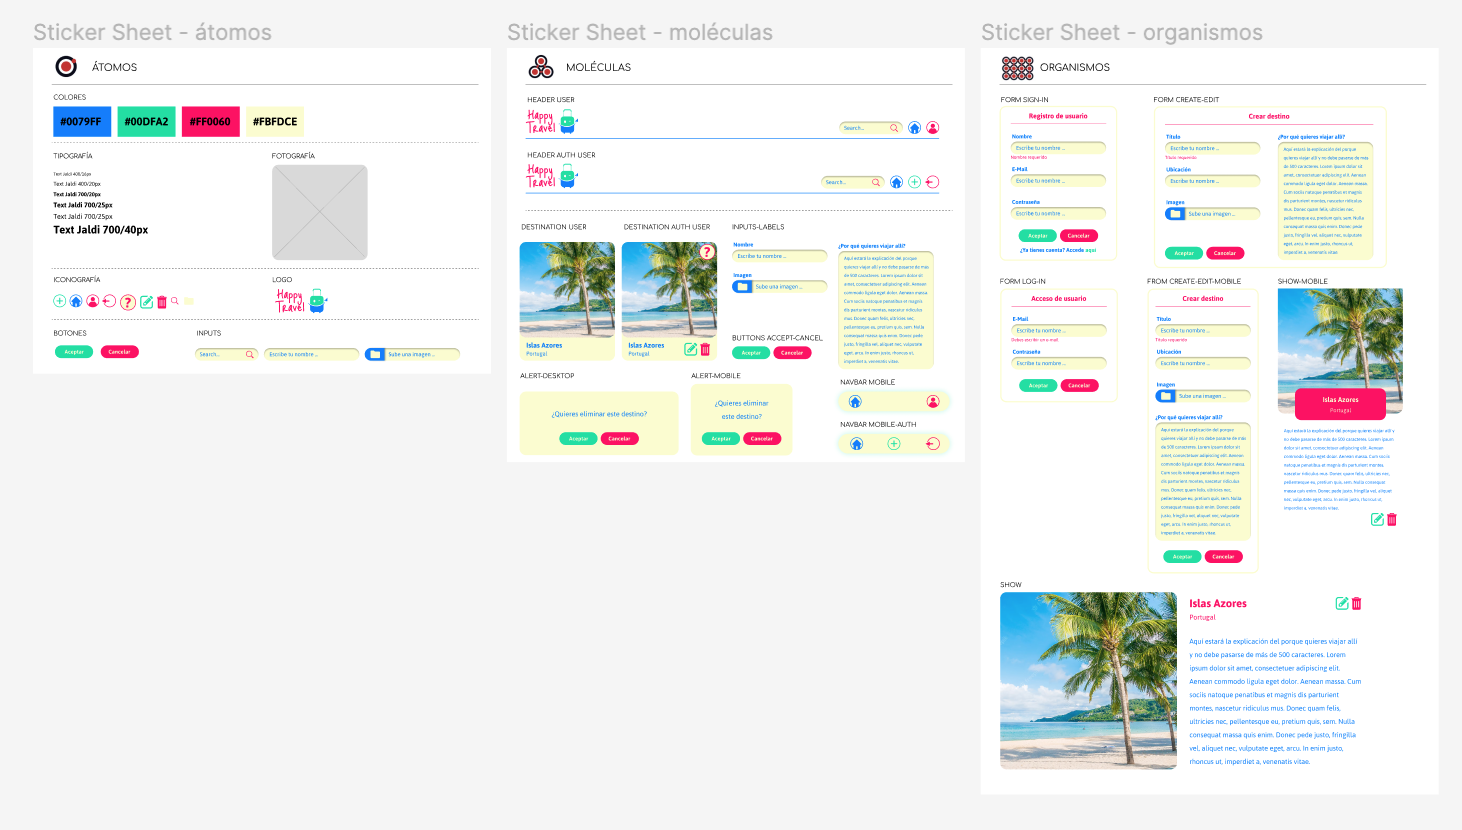 Sticker Sheet - átomos
ÁTOMOS
COLORES
#0079FF
#00DFA2
#FF0060
#FBFDCE
TIPOGRAFÍA
Text Jaldi 400/16px
Text Jaldi 400/20px
Text Jaldi 700/20px
Text Jaldi 700/25px
Text Jaldi 700/25px
Text Jaldi 700/40px
FOTOGRAFÍA
ICONOGRAFÍA
?
LOGO
Happy
Travel
BOTONES
Aceptar
Cancelar
INPUTS
Search...
Escribe tu nombre ...
Sube una imagen ...
Sticker Sheet - moléculas
MOLÉCULAS
HEADER USER
Happy
Travel
Search...
HEADER AUTH USER
Happy
Travel
Search...
DESTINATION USER
Islas Azores
Portugal
DESTINATION AUTH USER
?
Islas Azores
Portugal
INPUTS-LABELS
Nombre
Escribe tu nombre ...
Imagen
Sube una imagen ...
BUTTONS ACCEPT-CANCEL
Aceptar
Cancelar
¿Por qué quieres viajar allí?
Aquí estará la explicación del porque
quieres viajar allí y no debe pasarse de más
de 500 caracteres. Lorem ipsum dolor sit
amet, consectetuer adipiscing elit. Aenean
commodo ligula eget dolor. Aenean massa.
Cum sociis natoque penatibus et magnis
dis parturient montes, nascetur ridiculus
mus. Donec quam felis, ultricies nec,
pellentesque eu, pretium quis, sem. Nulla
consequat massa quis enim. Donec pede
justo, fringilla vel, aliquet nec, vulputate
eget, arcu. In enim justo, rhoncus ut,
imperdiet a, venenatis vitae.
ALERT-DESKTOP
¿Quieres eliminar este destino?
Aceptar
Cancelar
ALERT-MOBILE
¿Quieres eliminar
este destino?
Aceptar
Cancelar
NAVBAR MOBILE
NAVBAR MOBILE-AUTH
Sticker Sheet - organismos
ORGANISMOS
FORM SIGN-IN
Registro de usuario
Nombre
Escribe tu nombre ...
Nombre requerido
E-Mail
Escribe tu nombre ...
Contraseña
Escribe tu nombre ...
Aceptar
Cancelar
¿Ya tienes cuenta? Accede aquí
FORM CREATE-EDIT
Crear destino
Título
Escribe tu nombre ...
Título requerido
Ubicación
Escribe tu nombre ...
Imagen
Sube una imagen ...
Aceptar
Cancelar
¿Por qué quieres viajar allí?
Aquí estará la explicación del porque
quieres viajar allí y no debe pasarse de más
de 500 caracteres. Lorem ipsum dolor sit
amet, consectetuer adipiscing elit. Aenean
commodo ligula eget dolor. Aenean massa.
Cum sociis natoque penatibus et magnis
dis parturient montes, nascetur ridiculus
mus. Donec quam felis, ultricies nec,
pellentesque eu, pretium quis, sem. Nulla
consequat massa quis enim. Donec pede
justo, fringilla vel, aliquet nec, vulputate
eget, arcu. In enim justo, rhoncus ut,
imperdiet a, venenatis vitae.
FORM LOG-IN
Acceso de usuario
E-Mail
Escribe tu nombre ...
Debes escribir un e-mail
Contraseña
Escribe tu nombre ...
Aceptar
Cancelar
FROM CREATE-EDIT-MOBILE
Crear destino
Título
Escribe tu nombre ...
Título requerido
Ubicación
Escribe tu nombre ...
Imagen
Sube una imagen ...
¿Por qué quieres viajar allí?
Aquí estará la explicación del porque
quieres viajar allí y no debe pasarse de más
de 500 caracteres. Lorem ipsum dolor sit
amet, consectetuer adipiscing elit. Aenean
commodo ligula eget dolor. Aenean massa.
Cum sociis natoque penatibus et magnis
dis parturient montes, nascetur ridiculus
mus. Donec quam felis, ultricies nec,
pellentesque eu, pretium quis, sem. Nulla
consequat massa quis enim. Donec pede
justo, fringilla vel, aliquet nec, vulputate
eget, arcu. In enim justo, rhoncus ut,
imperdiet a, venenatis vitae.
Aceptar
Cancelar
SHOW-MOBILE
Islas Azores
Portugal
Aquí estará la explicación del porque quieres viajar allí y
no debe pasarse de más de 500 caracteres. Lorem ipsum
dolor sit amet, consectetuer adipiscing elit. Aenean
commodo ligula eget dolor. Aenean massa. Cum sociis
natoque penatibus et magnis dis parturient montes,
nascetur ridiculus mus. Donec quam felis, ultricies nec,
pellentesque eu, pretium quis, sem. Nulla consequat
massa quis enim. Donec pede justo, fringilla vel, aliquet
nec, vulputate eget, arcu. In enim justo, rhoncus ut,
imperdiet a, venenatis vitae.
SHOW
Islas Azores
Portugal
Aquí estará la explicación del porque quieres viajar allí
y no debe pasarse de más de 500 caracteres. Lorem
ipsum dolor sit amet, consectetuer adipiscing elit.
Aenean commodo ligula eget dolor. Aenean massa. Cum
sociis natoque penatibus et magnis dis parturient
montes, nascetur ridiculus mus. Donec quam felis,
ultricies nec, pellentesque eu, pretium quis, sem. Nulla
consequat massa quis enim. Donec pede justo, fringilla
vel, aliquet nec, vulputate eget, arcu. In enim justo,
rhoncus ut, imperdiet a, venenatis vitae.